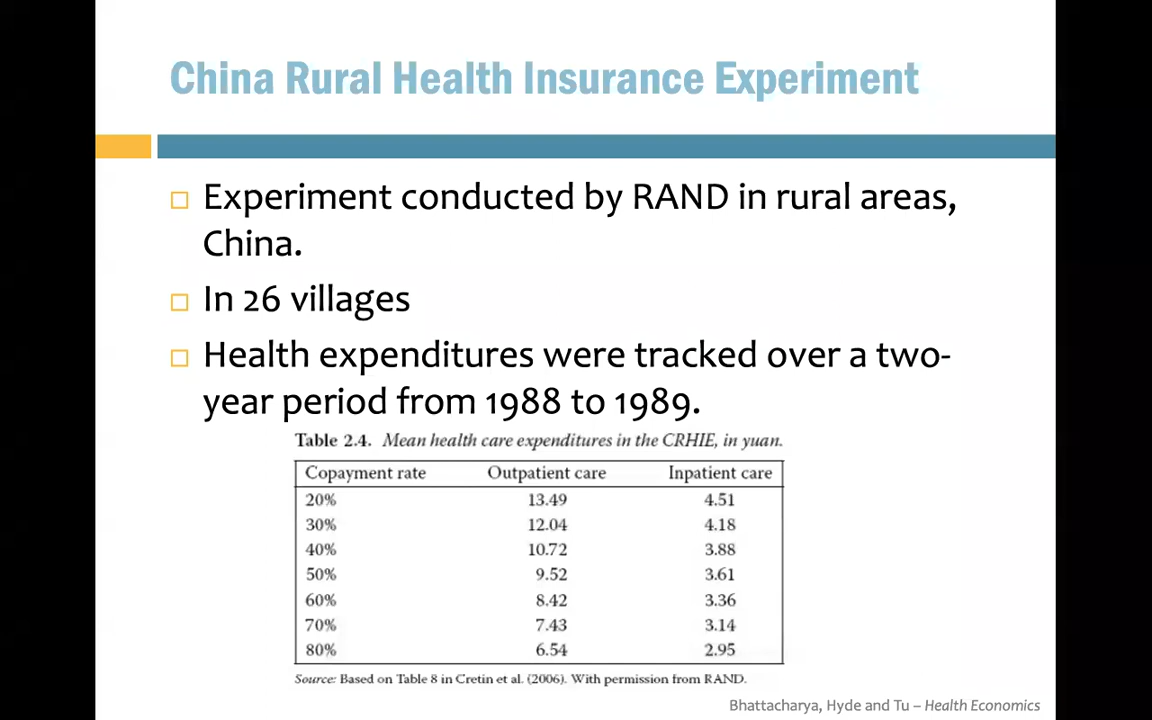 China Rural Health Insurance Experiment
Experiment conducted by RAND in rural areas,
China.
In 26 villages
Health expenditures were tracked over a two-
year period from 1988 to 1989.
Table 2.4. Mean health care expenditures in the CRHIE, in yuan.
Copayment rate Outpatient care Inpatient care
20% 13.49 4.51
30% 12.04 4.18
40% 10.72 3.88
50% 9.52 3.61
60% 8.42 3.36
70% 7.43 3.14
80% 6.54 2.95
Source: Based on Table 8 in Cretin et al. (2006). With permission from RAND.
Bhattacharya, Hyde and Tu – Health Economics